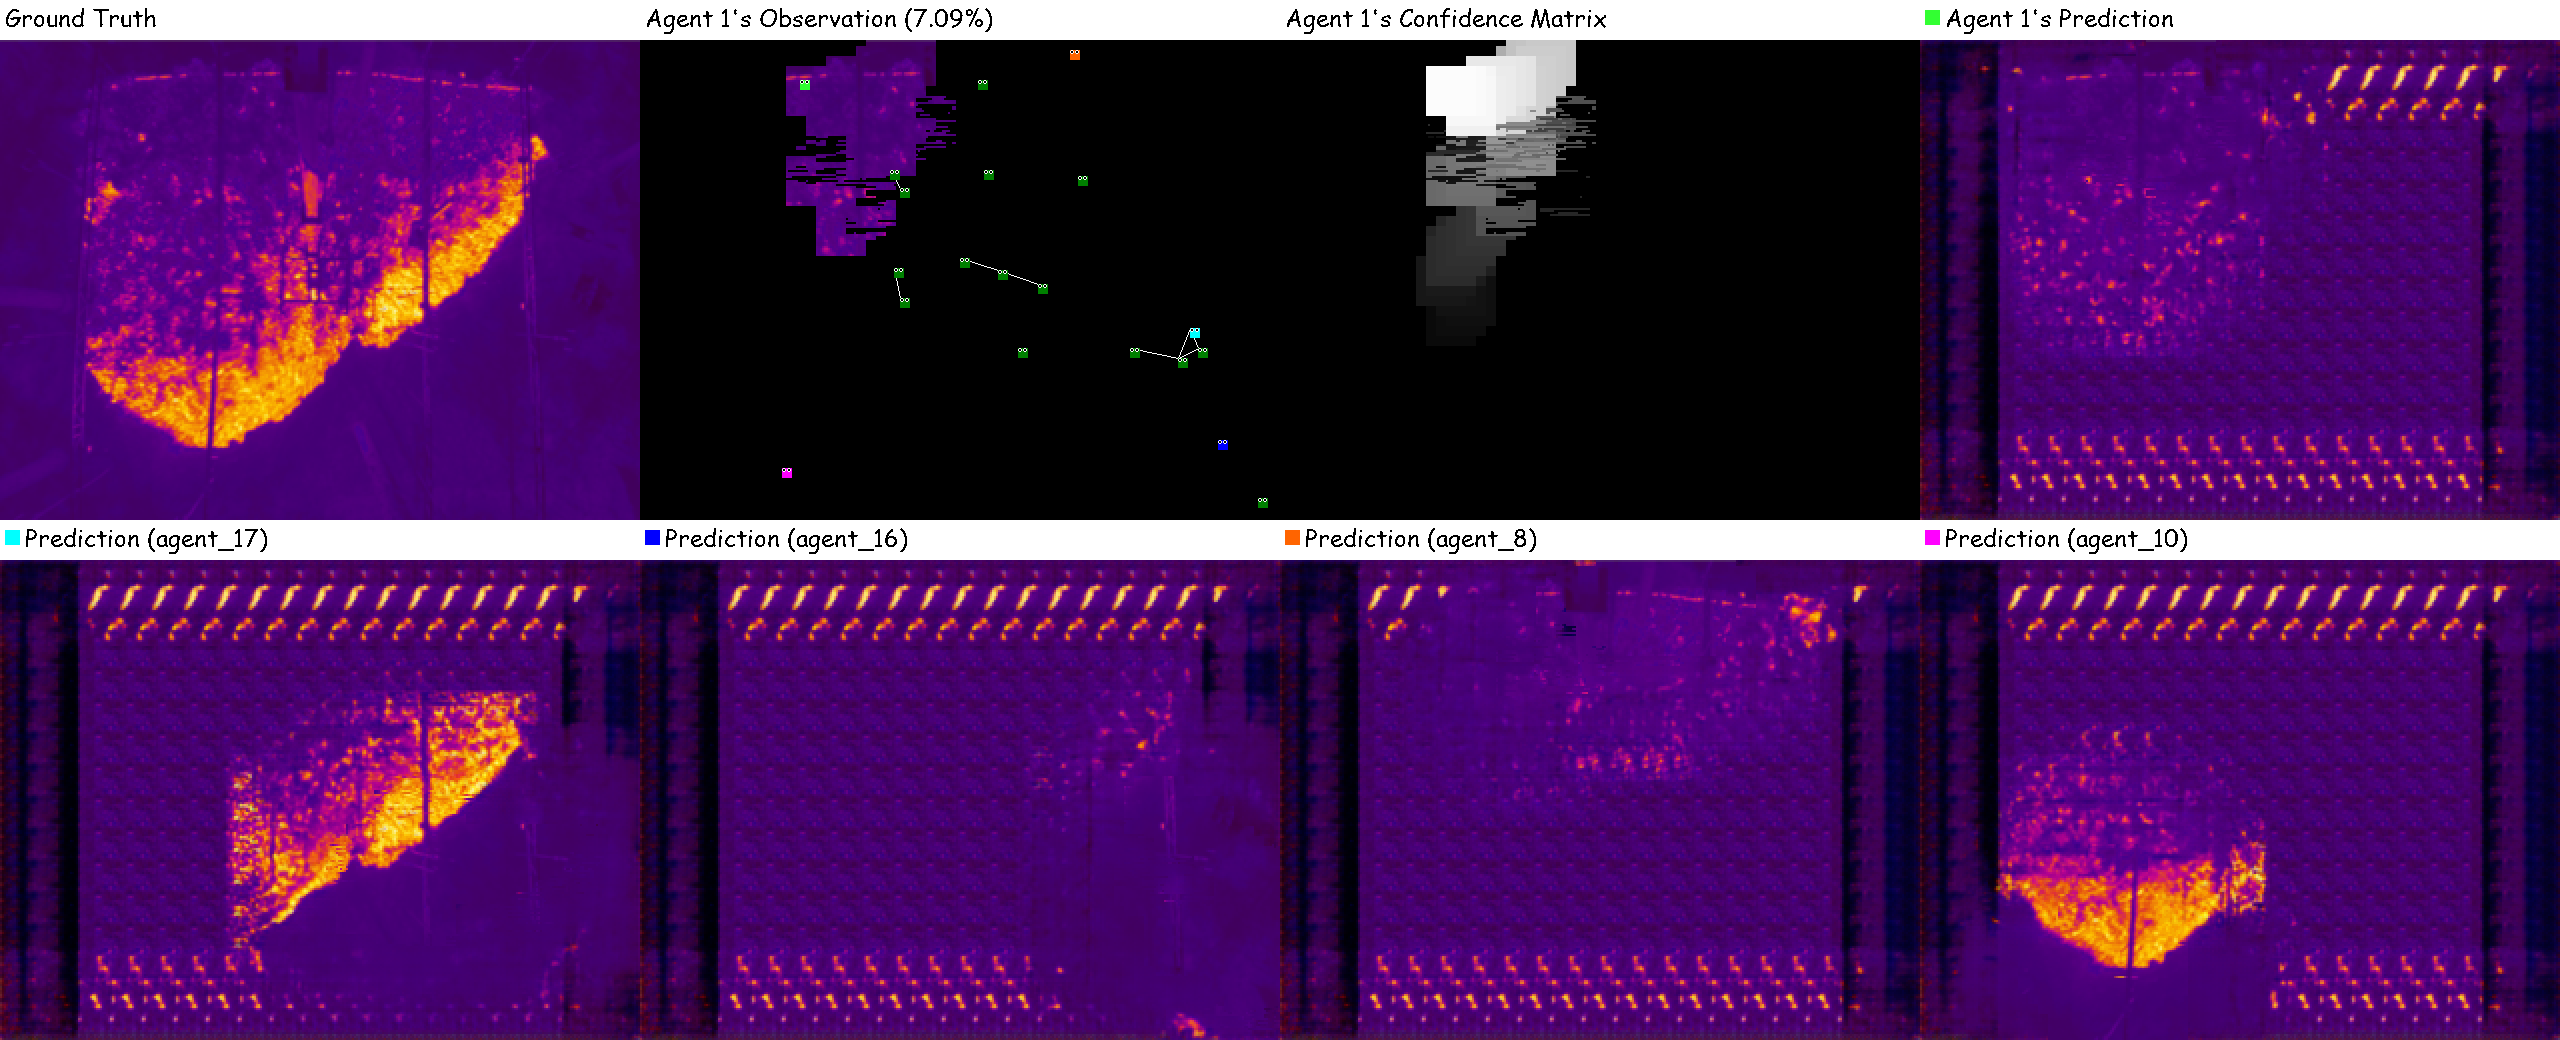 Ground Truth
Agent 1's Observation (7.09%)
Agent 1's Confidence Matrix
Agent 1's Prediction
Prediction (agent_17)
Prediction (agent_16)
Prediction (agent_8)
Prediction (agent_10)